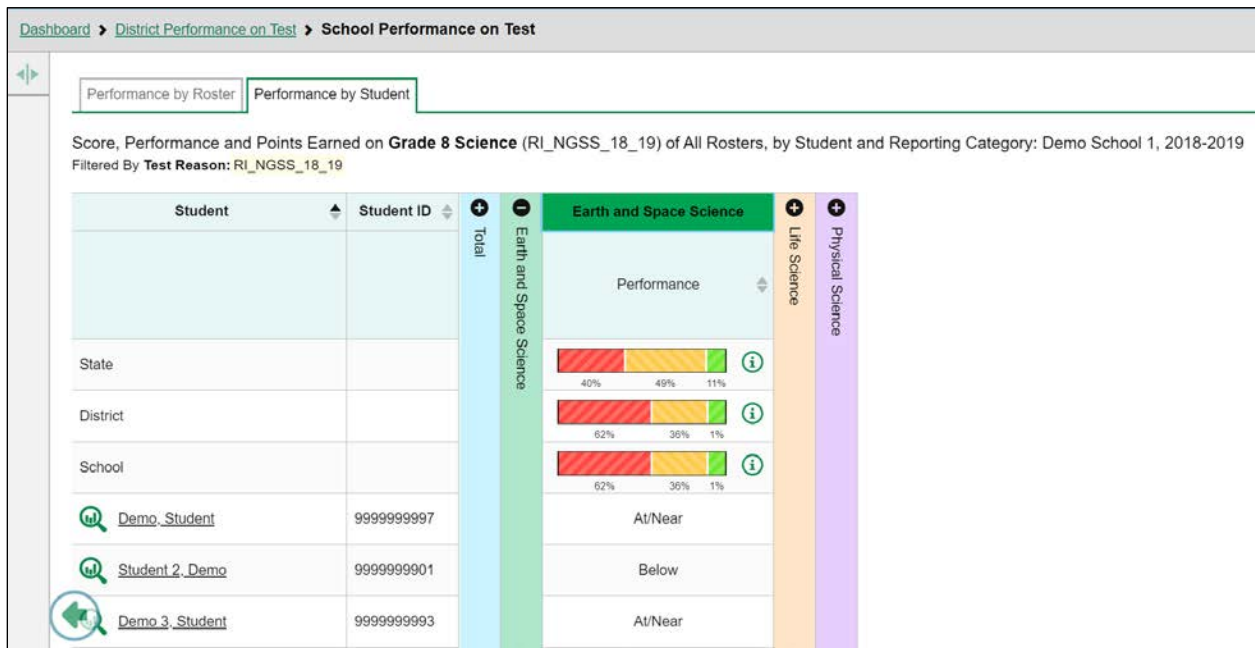 Dashboard > District Performance on Test > School Performance on Test
Performance by Roster Performance by Student
Score, Performance and Points Earned on Grade 8 Science (RI_NGSS_18_19) of All Rosters, by Student and Reporting Category: Demo School 1, 2018-2019
Filtered By Test Reason: RI_NGSS_18_19
Student Student ID Total Earth and Space Science Earth and Space Science Life Science Physical Science
Performance
State
40% 49% 11%
District
62% 36% 1%
School
62% 36% 1%
Demo, Student 9999999997 At/Near
Student 2, Demo 9999999901 Below
Demo 3, Student 9999999993 At/Near